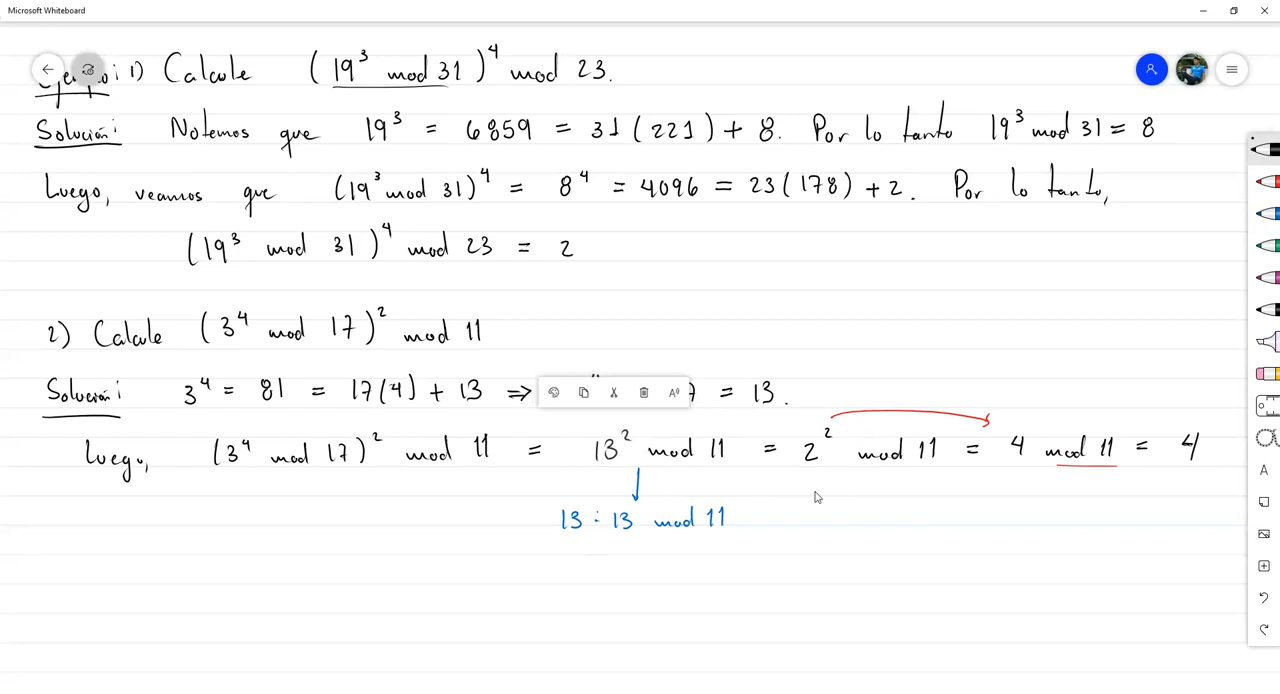 Microsoft Whiteboard
1) Calcule (19³ mod 31)⁴ mod 23.
Solución: Notemos que 19³ = 6859 = 31(221) + 8. Por lo tanto 19³ mod 31 = 8
Luego, veamos que (19³ mod 31)⁴ = 8⁴ = 4096 = 23(178) + 2. Por lo tanto,
(19³ mod 31)⁴ mod 23 = 2
2) Calcule (3⁴ mod 17)² mod 11
Solución: 3⁴ = 81 = 17(4) + 13 ⇒ 7 = 13.
Luego, (3⁴ mod 17)² mod 11 = 13² mod 11 = 2² mod 11 = 4 mod 11 = 4
13 · 13 mod 11